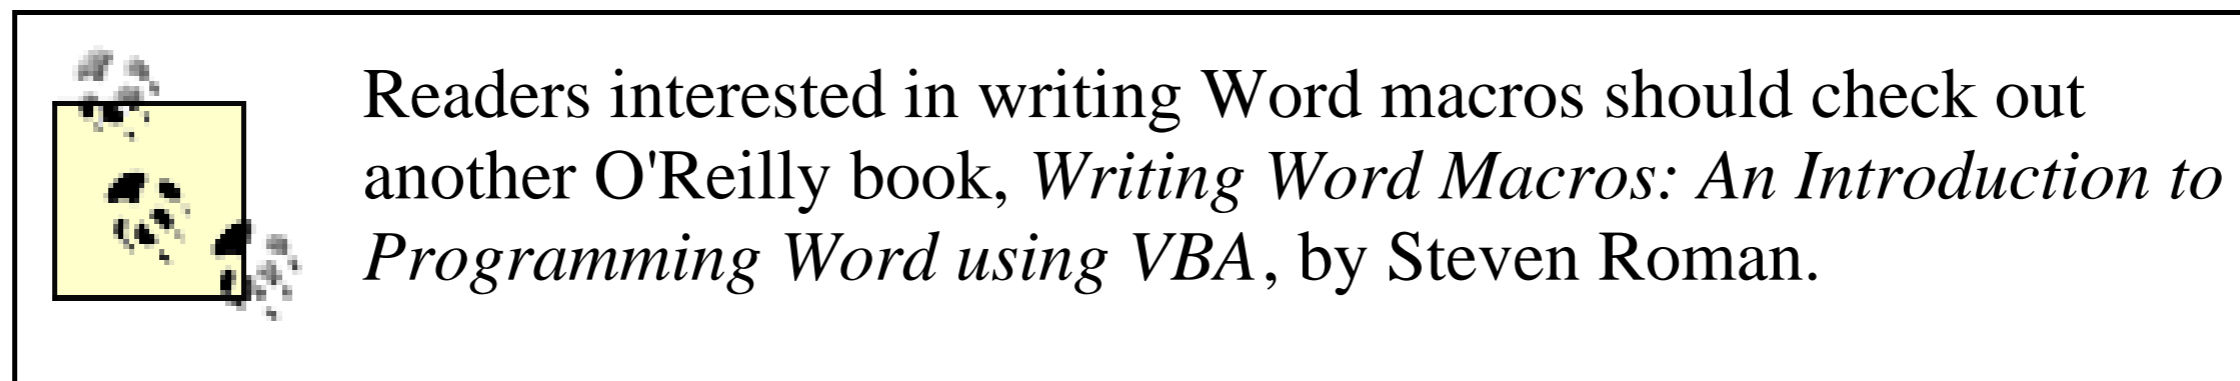 Readers interested in writing Word macros should check out
another O'Reilly book, Writing Word Macros: An Introduction to
Programming Word using VBA, by Steven Roman.